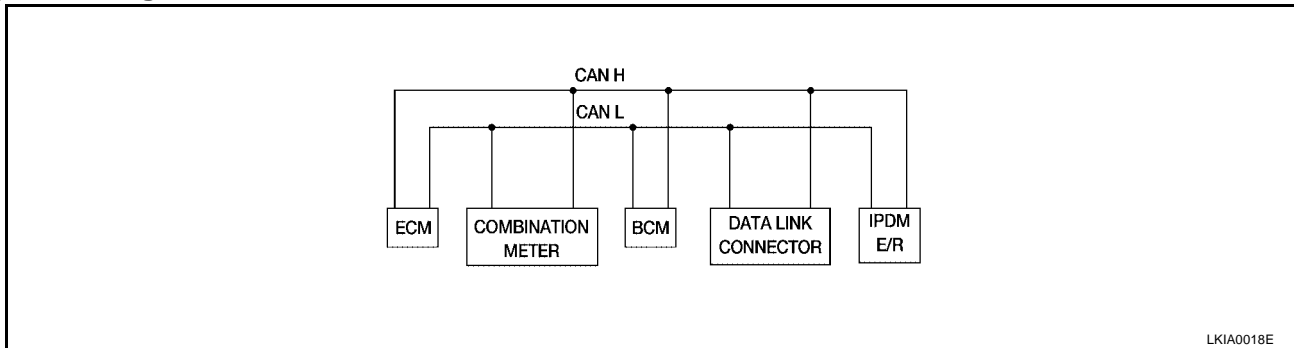 CAN H
CAN L
ECM
COMBINATION
METER
BCM
DATA LINK
CONNECTOR
IPDM
E/R
LKIA0018E